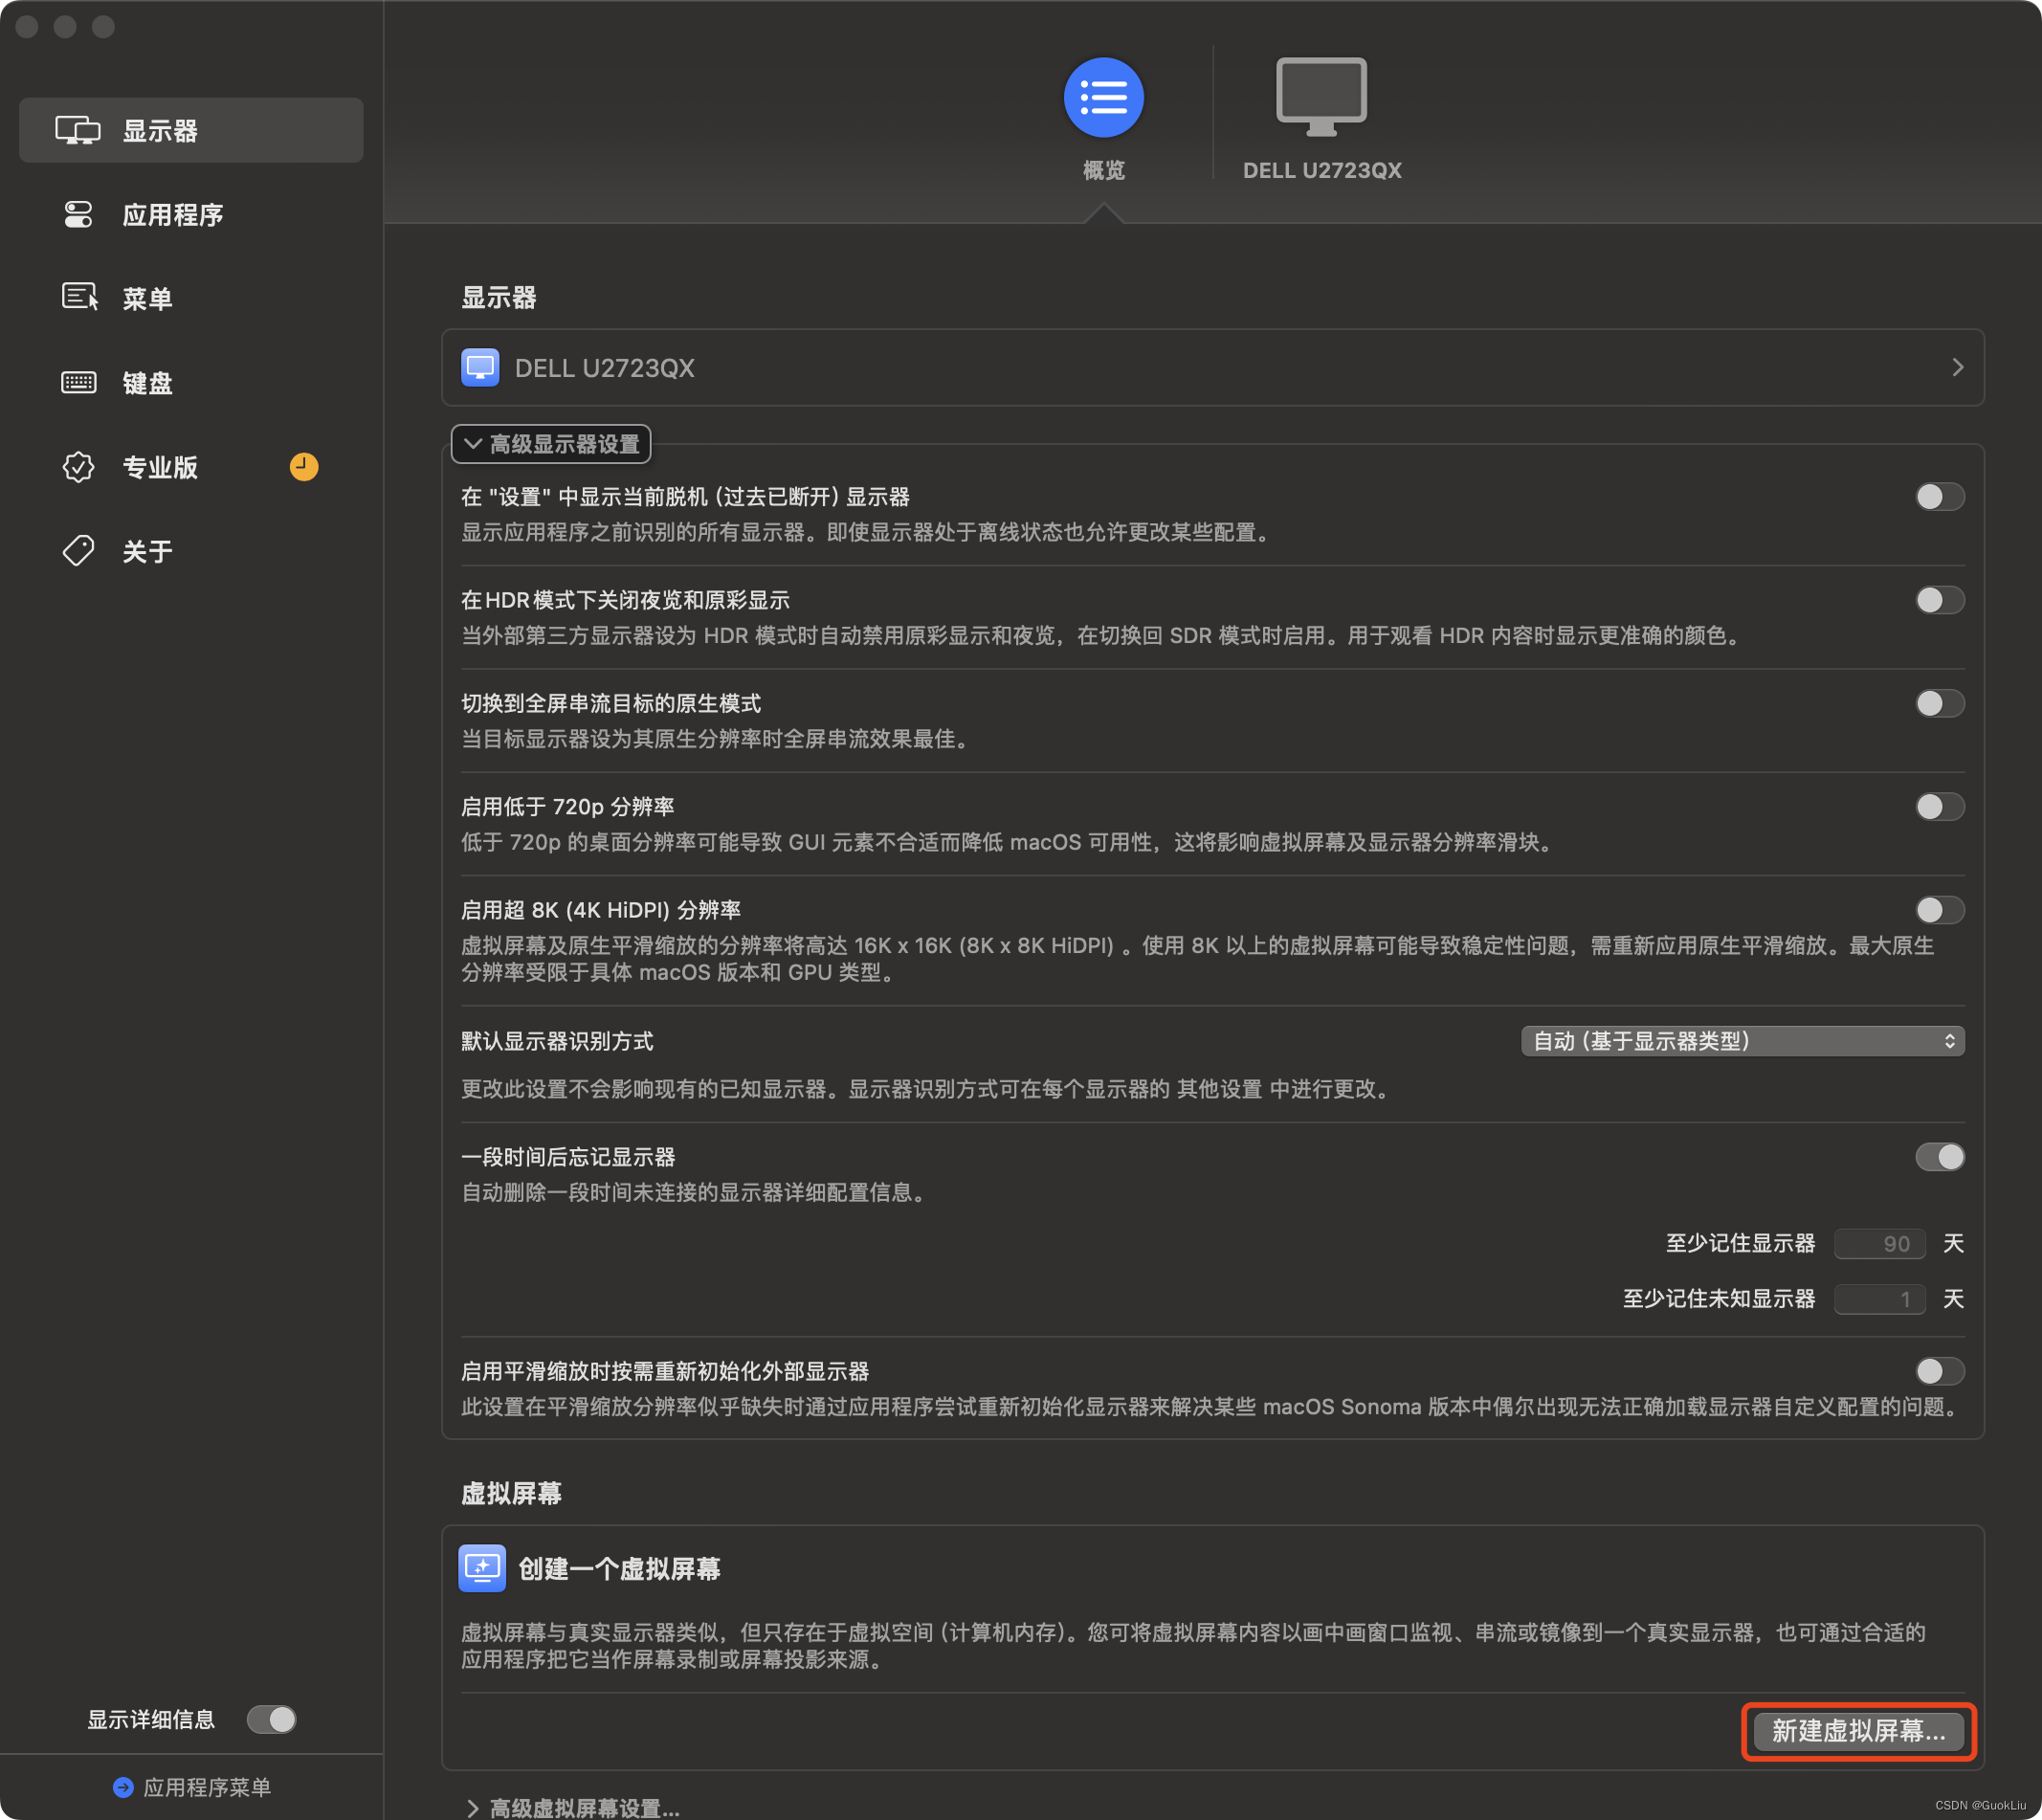 显示器
应用程序
菜单
键盘
专业版
关于
显示详细信息
应用程序菜单
概览
DELL U2723QX
显示器
DELL U2723QX
高级显示器设置
在 "设置" 中显示当前脱机 (过去已断开) 显示器
显示应用程序之前识别的所有显示器。即使显示器处于离线状态也允许更改某些配置。
在HDR模式下关闭夜览和原彩显示
当外部第三方显示器设为 HDR 模式时自动禁用原彩显示和夜览，在切换回 SDR 模式时启用。用于观看 HDR 内容时显示更准确的颜色。
切换到全屏串流目标的原生模式
当目标显示器设为其原生分辨率时全屏串流效果最佳。
启用低于 720p 分辨率
低于 720p 的桌面分辨率可能导致 GUI 元素不合适而降低 macOS 可用性，这将影响虚拟屏幕及显示器分辨率滑块。
启用超 8K (4K HiDPI) 分辨率
虚拟屏幕及原生平滑缩放的分辨率将高达 16K x 16K (8K x 8K HiDPI) 。使用 8K 以上的虚拟屏幕可能导致稳定性问题，需重新应用原生平滑缩放。最大原生
分辨率受限于具体 macOS 版本和 GPU 类型。
默认显示器识别方式
自动 (基于显示器类型)
更改此设置不会影响现有的已知显示器。显示器识别方式可在每个显示器的 其他设置 中进行更改。
一段时间后忘记显示器
自动删除一段时间未连接的显示器详细配置信息。
至少记住显示器 90 天
至少记住未知显示器 1 天
启用平滑缩放时按需重新初始化外部显示器
此设置在平滑缩放分辨率似乎缺失时通过应用程序尝试重新初始化显示器来解决某些 macOS Sonoma 版本中偶尔出现无法正确加载显示器自定义配置的问题。
虚拟屏幕
创建一个虚拟屏幕
虚拟屏幕与真实显示器类似，但只存在于虚拟空间 (计算机内存)。您可将虚拟屏幕内容以画中画窗口监视、串流或镜像到一个真实显示器，也可通过合适的
应用程序把它当作屏幕录制或屏幕投影来源。
新建虚拟屏幕...
高级虚拟屏幕设置...
CSDN @GuokLiu